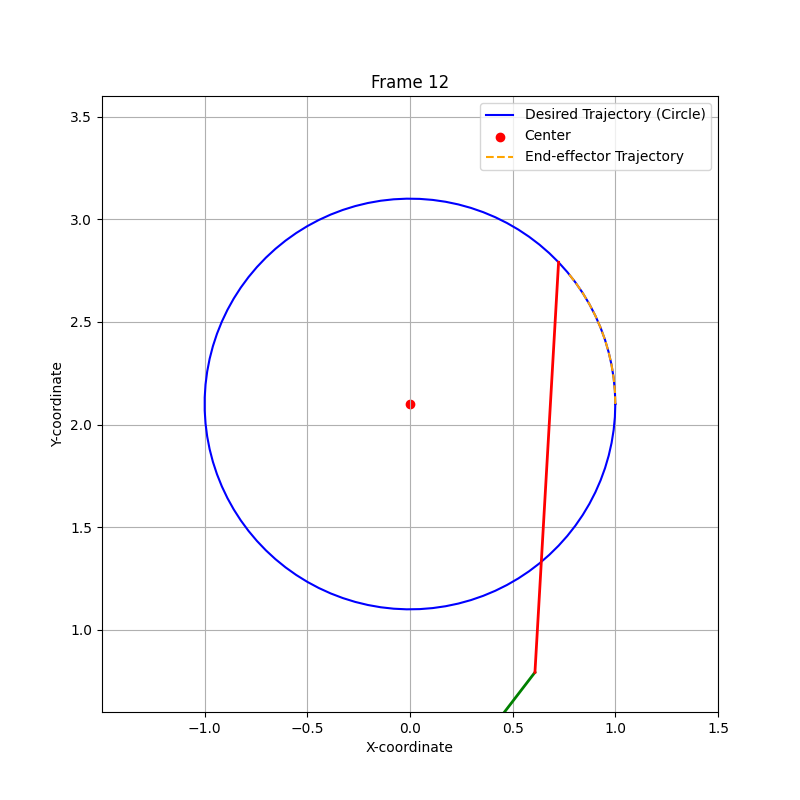 Frame 12
Desired Trajectory (Circle)
Center
End-effector Trajectory
3.5
3.0
2.5
2.0
1.5
1.0
Y-coordinate
−1.0
−0.5
0.0
0.5
1.0
1.5
X-coordinate